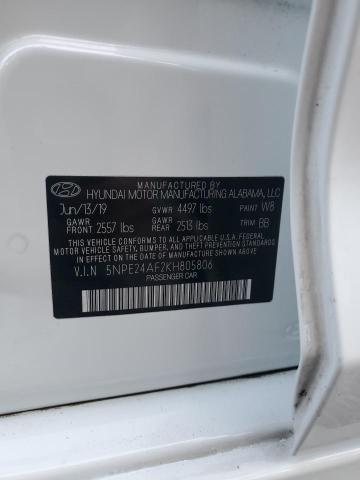 MANUFACTURED BY
HYUNDAI MOTOR MANUFACTURING ALABAMA, LLC
Jun/13/19 GVWR 4497 lbs PAINT W8
GAWR FRONT 2557 lbs GAWR REAR 2513 lbs TRIM BB
THIS VEHICLE CONFORMS TO ALL APPLICABLE U.S.A. FEDERAL
MOTOR VEHICLE SAFETY, BUMPER, AND THEFT PREVENTION STANDARDS
IN EFFECT ON THE DATE OF MANUFACTURE SHOWN ABOVE.
V.I.N 5NPE24AF2KH805806
PASSENGER CAR